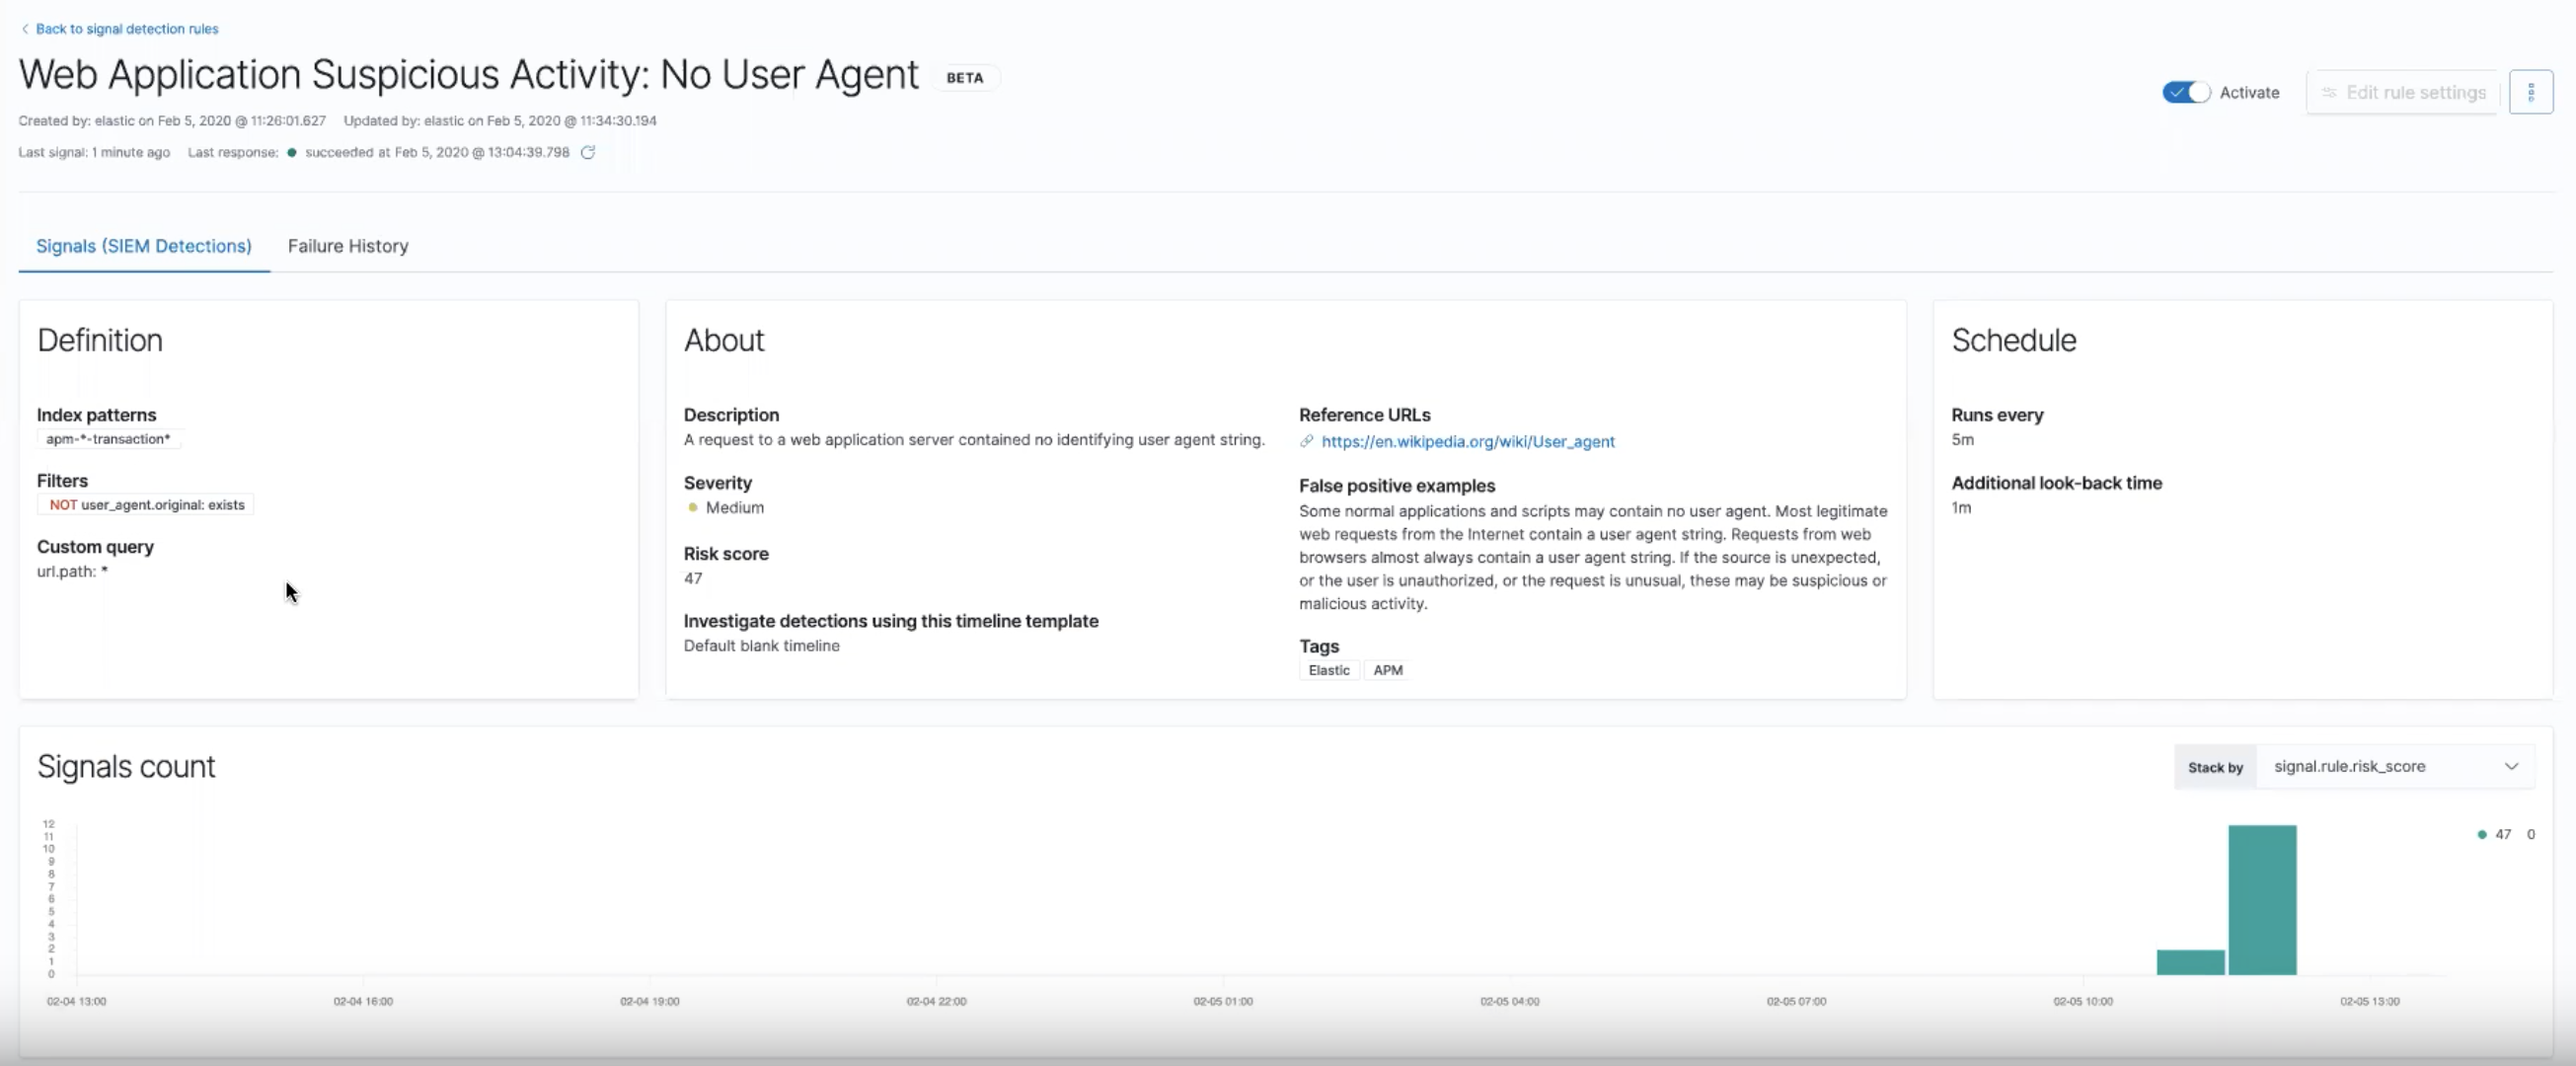 Back to signal detection rules
Web Application Suspicious Activity: No User Agent BETA
Activate
Edit rule settings
Created by: elastic on Feb 5, 2020 @ 11:26:01.627 Updated by: elastic on Feb 5, 2020 @ 11:34:30.194
Last signal: 1 minute ago Last response: succeeded at Feb 5, 2020 @ 13:04:39.798
Signals (SIEM Detections) Failure History
Definition
Index patterns
apm-*-transaction*
Filters
NOT user_agent.original: exists
Custom query
url.path: *
About
Description
A request to a web application server contained no identifying user agent string.
Severity
Medium
Risk score
47
Investigate detections using this timeline template
Default blank timeline
Reference URLs
https://en.wikipedia.org/wiki/User_agent
False positive examples
Some normal applications and scripts may contain no user agent. Most legitimate
web requests from the Internet contain a user agent string. Requests from web
browsers almost always contain a user agent string. If the source is unexpected,
or the user is unauthorized, or the request is unusual, these may be suspicious or
malicious activity.
Tags
Elastic APM
Schedule
Runs every
5m
Additional look-back time
1m
Signals count
Stack by signal.rule.risk_score
12
11
10
9
8
7
6
5
4
3
2
1
0
47 0
02-04 13:00 02-04 16:00 02-04 19:00 02-04 22:00 02-05 01:00 02-05 04:00 02-05 07:00 02-05 10:00 02-05 13:00